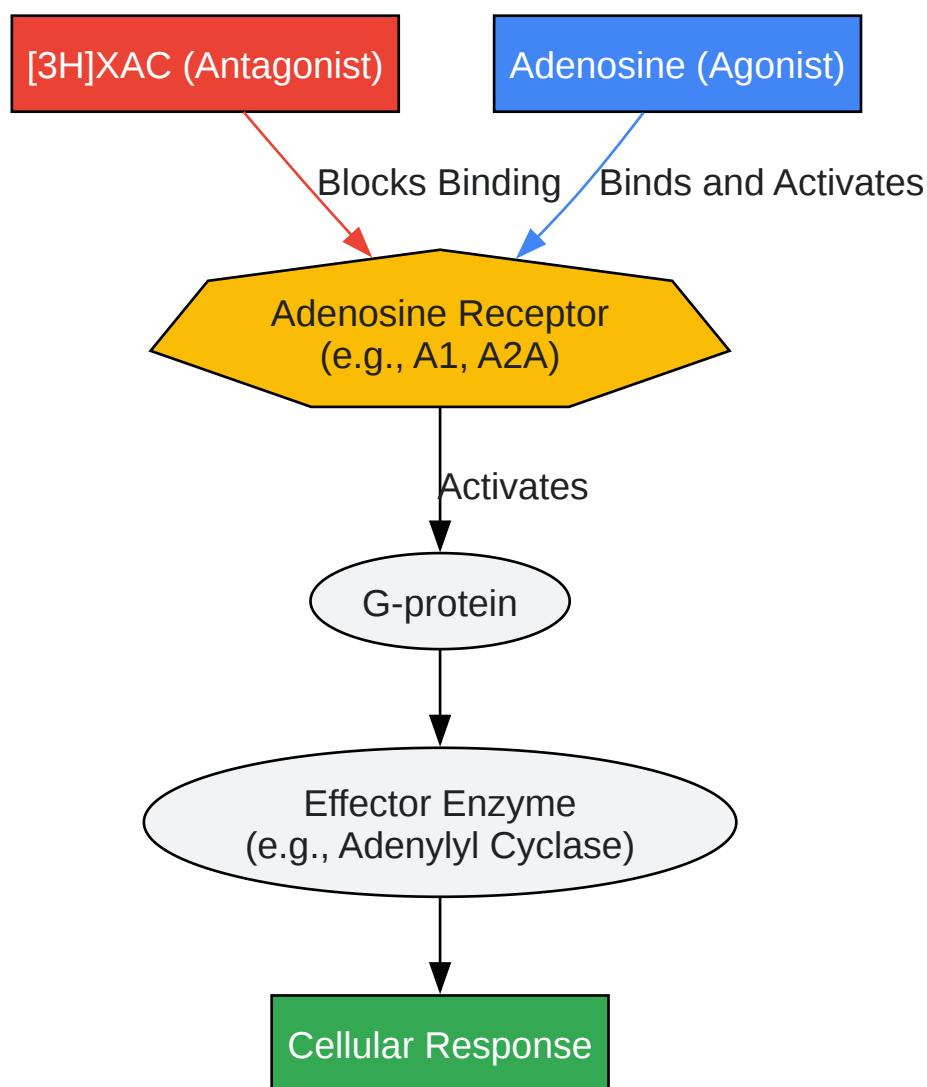 [3H]XAC (Antagonist)
Adenosine (Agonist)
Blocks Binding
Binds and Activates
Adenosine Receptor
(e.g., A1, A2A)
Activates
G-protein
Effector Enzyme
(e.g., Adenylyl Cyclase)
Cellular Response